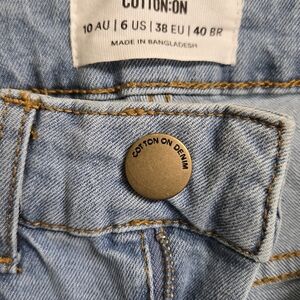 COTTON:ON
10 AU | 6 US | 38 EU | 40 BR
MADE IN BANGLADESH
COTTON ON DENIM